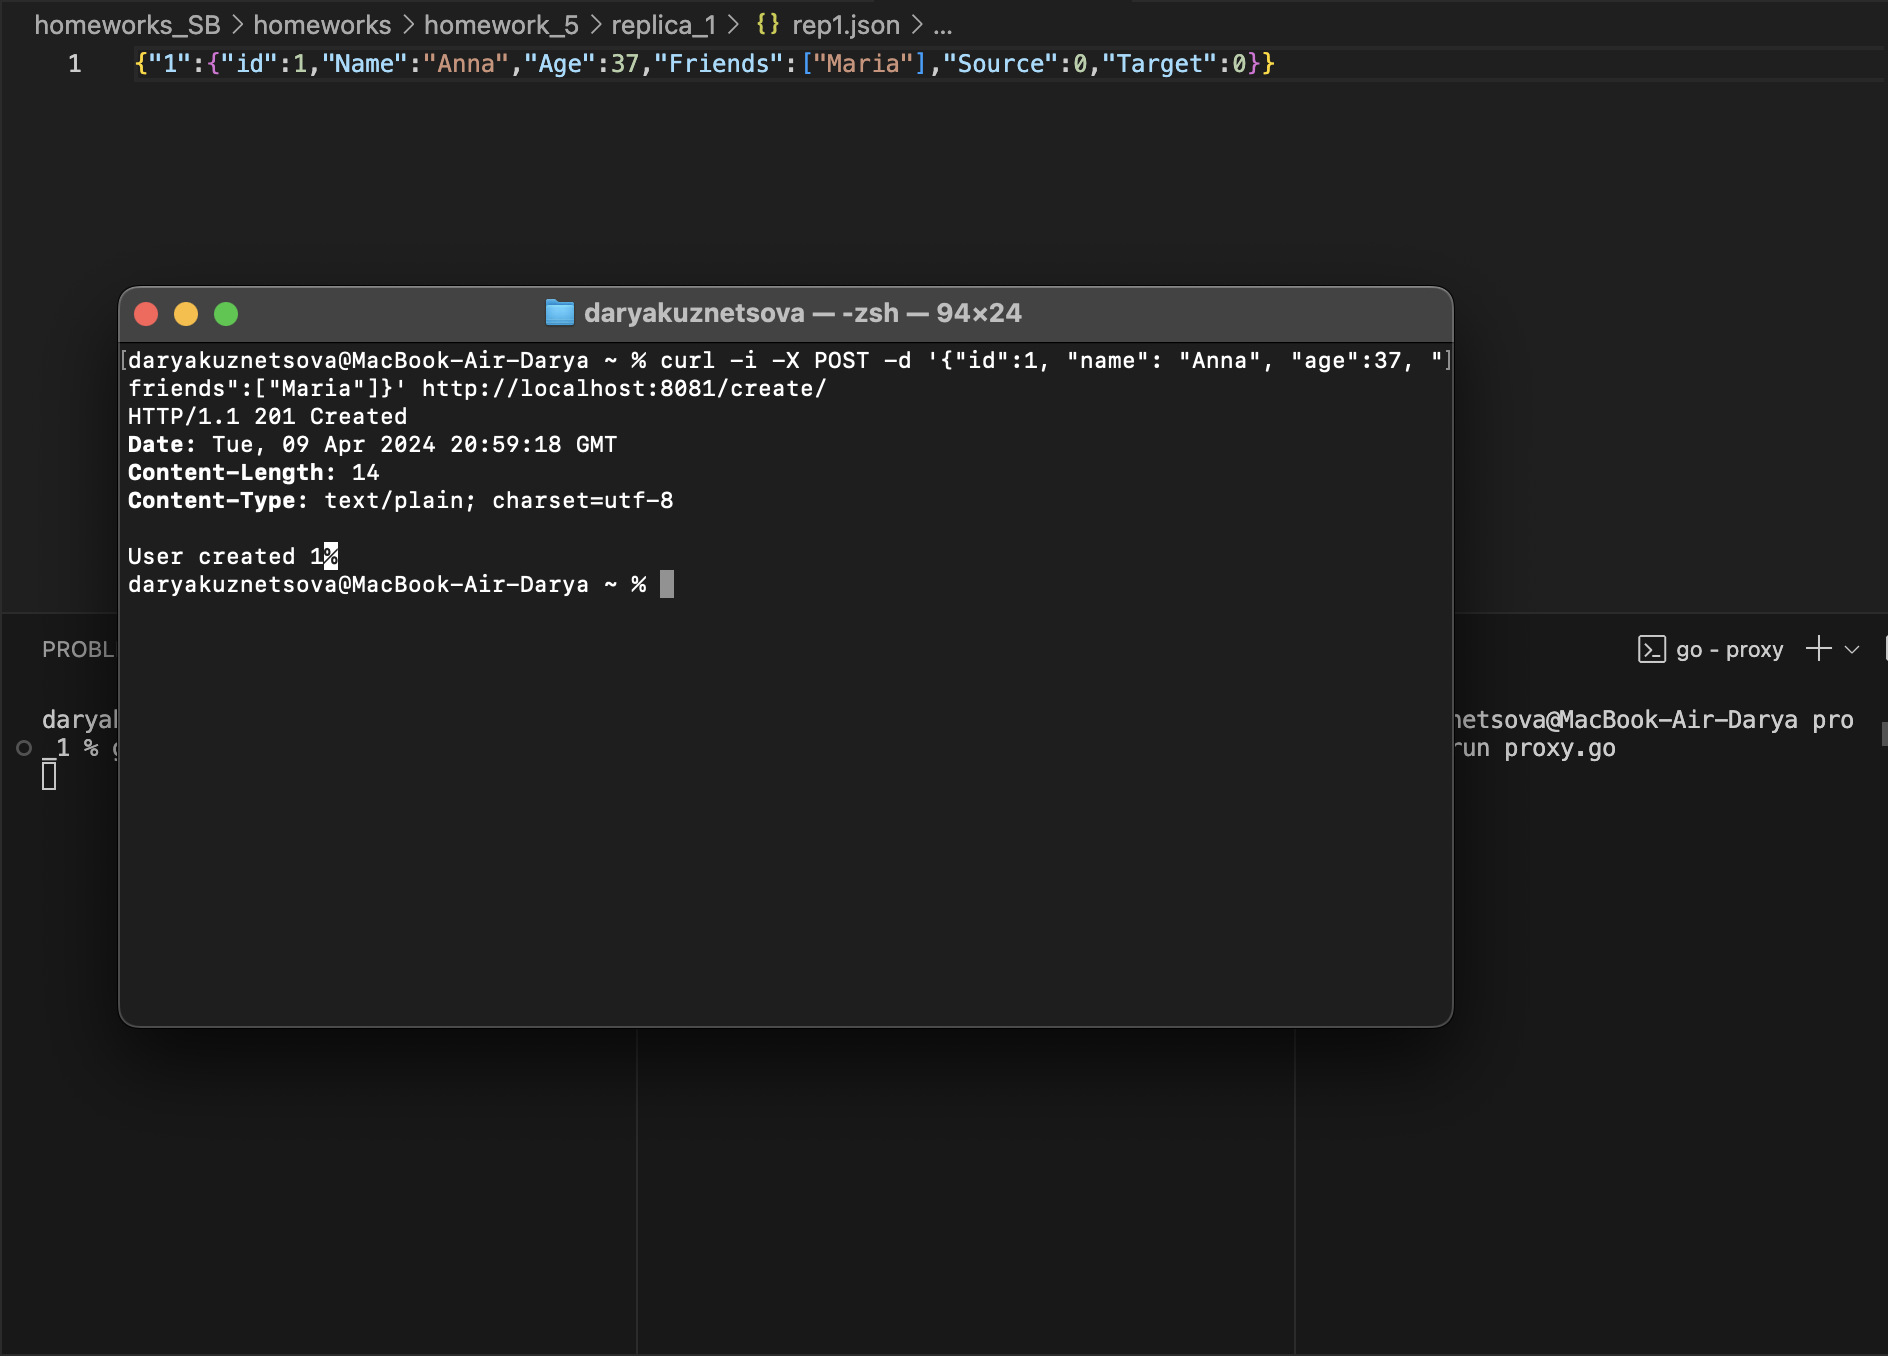 homeworks_SB > homeworks > homework_5 > replica_1 > {} rep1.json > ...
1 {"1":{"id":1,"Name":"Anna","Age":37,"Friends":["Maria"],"Source":0,"Target":0}}
daryakuznetsova — -zsh — 94×24
[daryakuznetsova@MacBook-Air-Darya ~ % curl -i -X POST -d '{"id":1, "name": "Anna", "age":37, "]
friends":["Maria"]}' http://localhost:8081/create/
HTTP/1.1 201 Created
Date: Tue, 09 Apr 2024 20:59:18 GMT
Content-Length: 14
Content-Type: text/plain; charset=utf-8
User created 1%
daryakuznetsova@MacBook-Air-Darya ~ %
PROBL
go - proxy
darya
netsova@MacBook-Air-Darya pro
_1 % g
run proxy.go